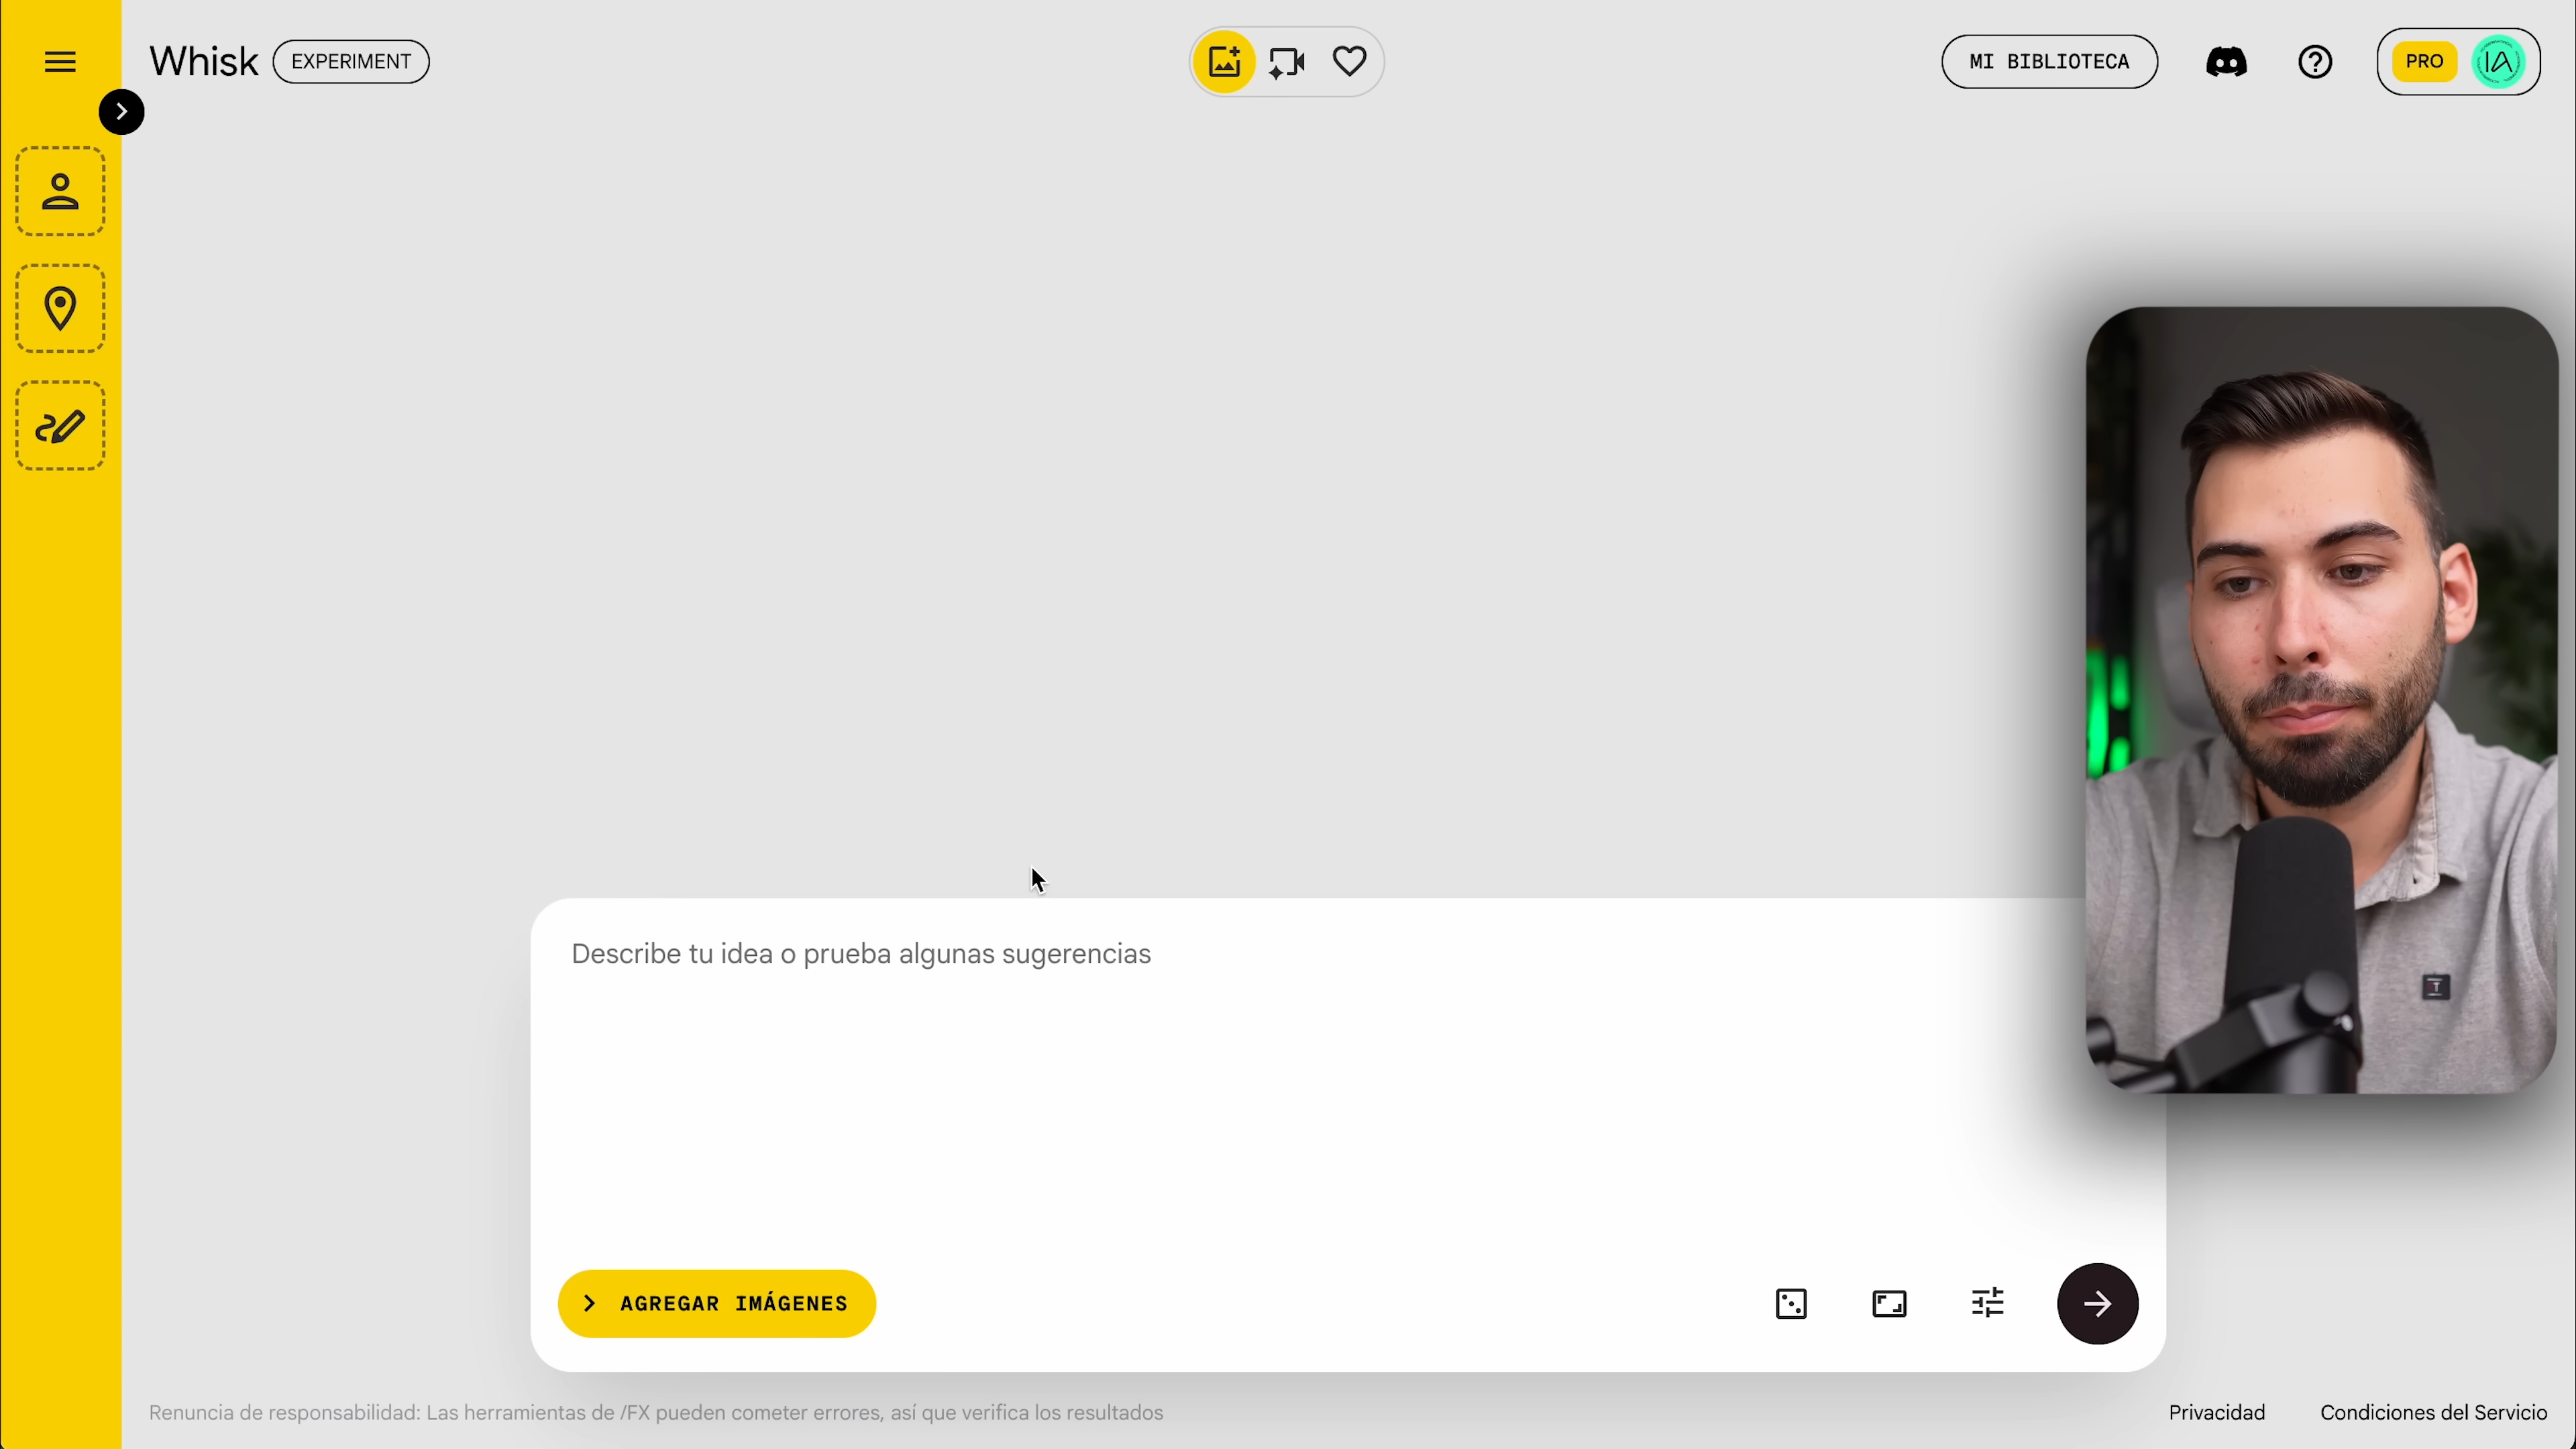 Whisk
EXPERIMENT
MI BIBLIOTECA
PRO
IA
Describe tu idea o prueba algunas sugerencias
AGREGAR IMÁGENES
Renuncia de responsabilidad: Las herramientas de /FX pueden cometer errores, así que verifica los resultados
Privacidad
Condiciones del Servicio